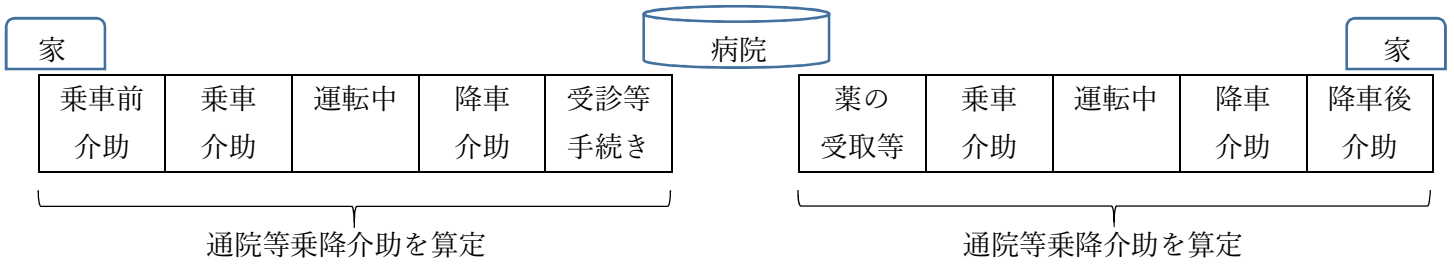 家
病院
家
乗車前 乗車 運転中 降車 受診等
介助 介助 介助 手続き
薬の 乗車 運転中 降車 降車後
受取等 介助 介助 介助
通院等乗降介助を算定
通院等乗降介助を算定